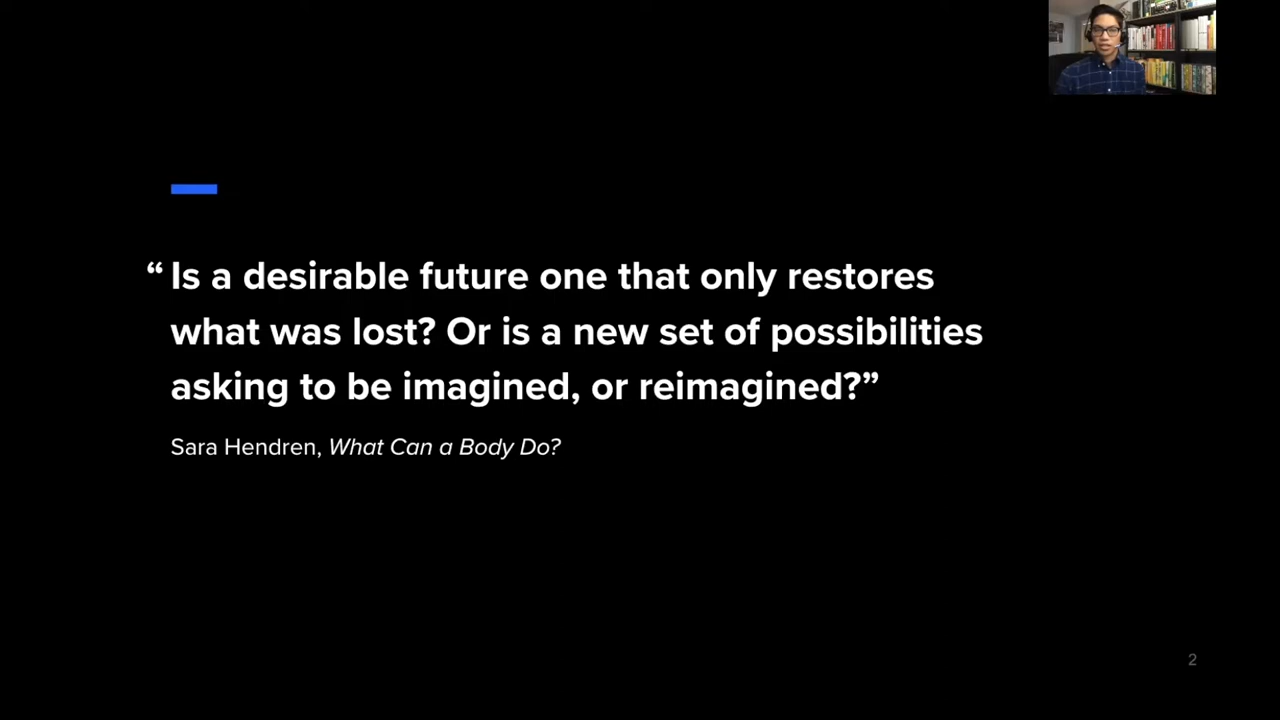 “Is a desirable future one that only restores
what was lost? Or is a new set of possibilities
asking to be imagined, or reimagined?”
Sara Hendren, What Can a Body Do?
2